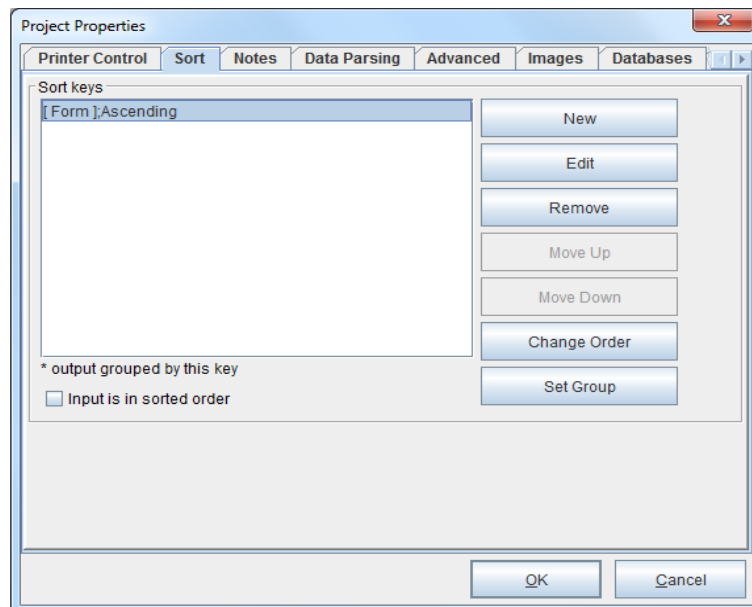 Project Properties
Printer Control Sort Notes Data Parsing Advanced Images Databases
Sort keys
[ Form ];Ascending
New
Edit
Remove
Move Up
Move Down
Change Order
Set Group
* output grouped by this key
Input is in sorted order
OK Cancel